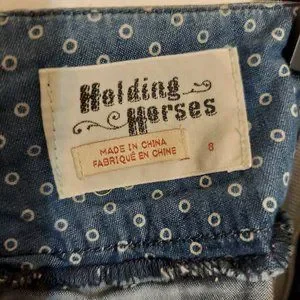 Holding
Horses
MADE IN CHINA
FABRIQUÉ EN CHINE
8